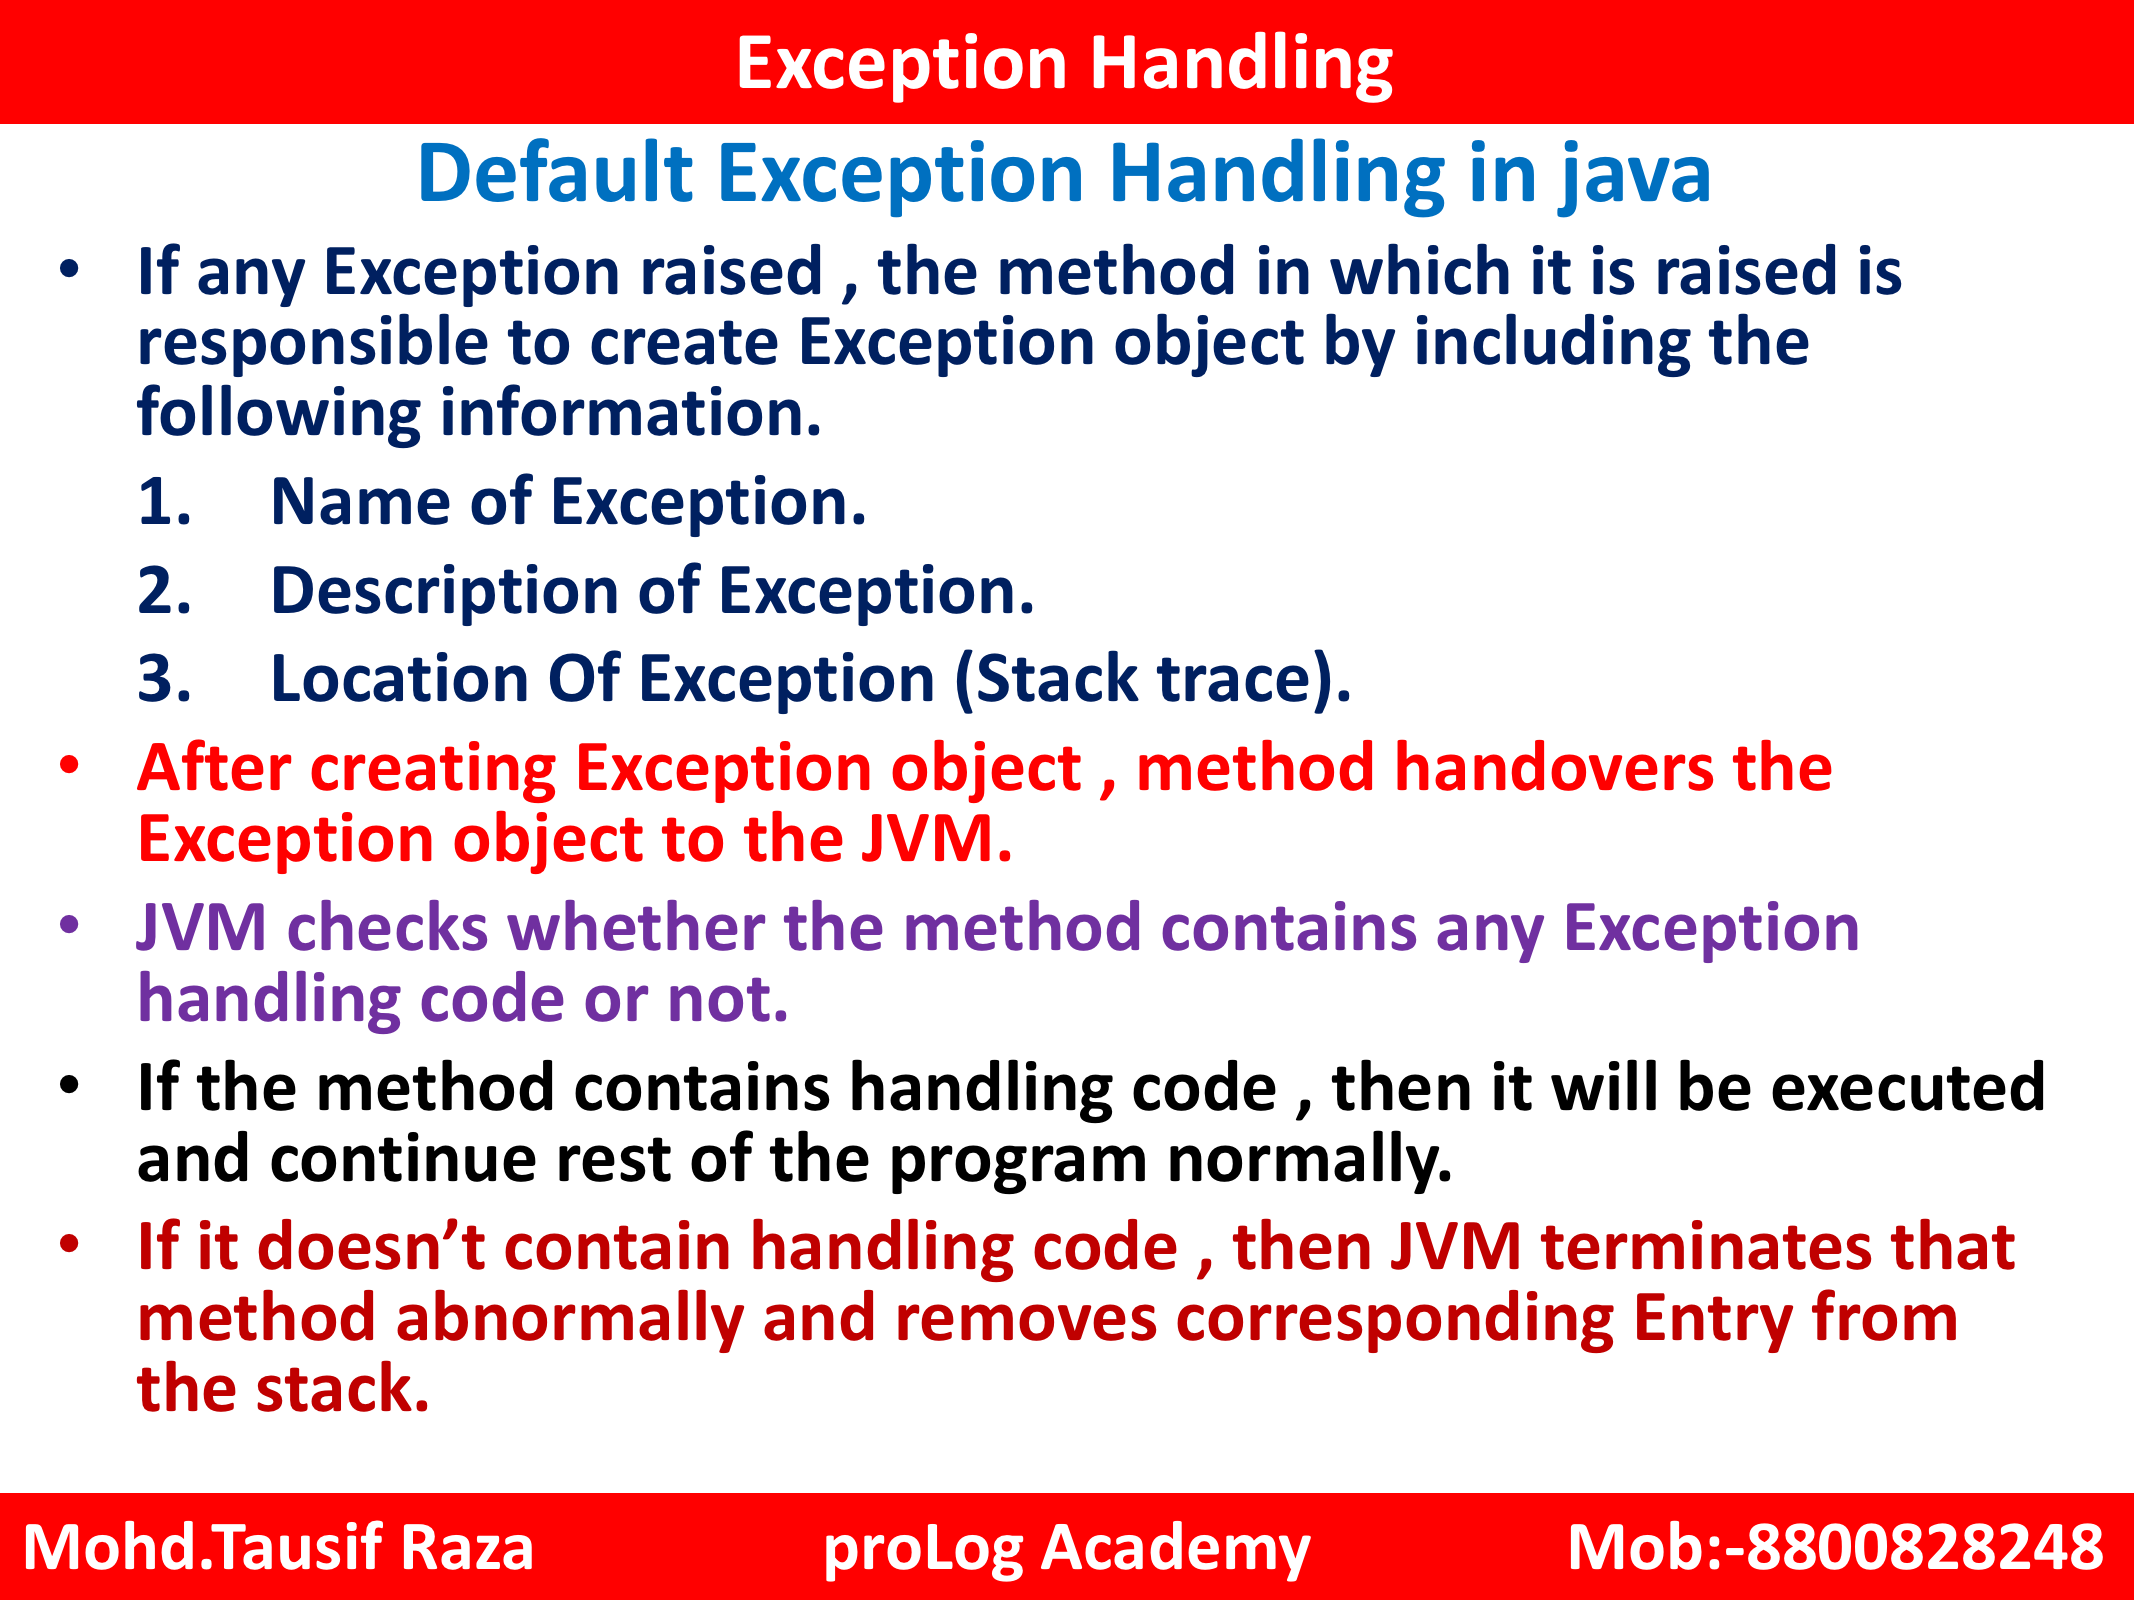 Exception Handling
Default Exception Handling in java
• If any Exception raised , the method in which it is raised is
responsible to create Exception object by including the
following information.
1. Name of Exception.
2. Description of Exception.
3. Location Of Exception (Stack trace).
• After creating Exception object , method handovers the
Exception object to the JVM.
• JVM checks whether the method contains any Exception
handling code or not.
• If the method contains handling code , then it will be executed
and continue rest of the program normally.
• If it doesn’t contain handling code , then JVM terminates that
method abnormally and removes corresponding Entry from
the stack.
Mohd.Tausif Raza proLog Academy Mob:-8800828248